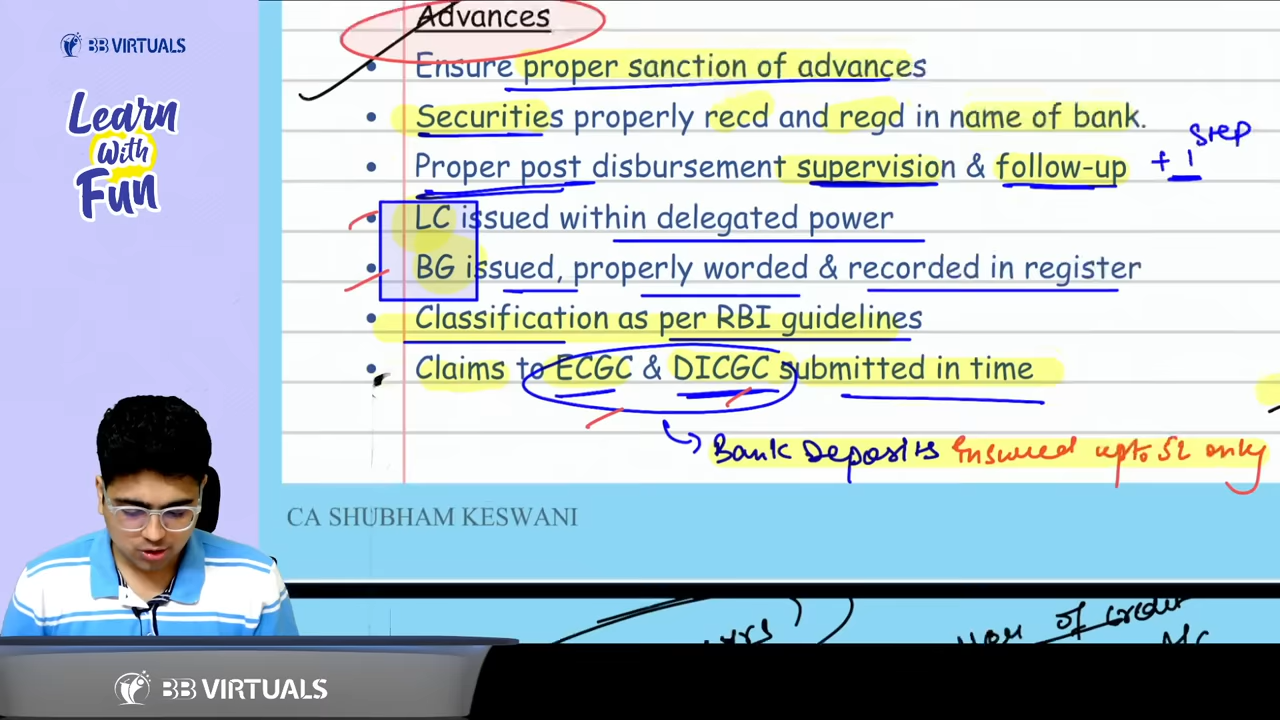 BB VIRTUALS
Learn
With
Fun
Advances
Ensure proper sanction of advances
Securities properly recd and regd in name of bank.
Proper post disbursement supervision & follow-up + 1 step
LC issued within delegated power
BG issued, properly worded & recorded in register
Classification as per RBI guidelines
Claims to ECGC & DICGC submitted in time
Bank Deposits Ensured upto 5L only
CA SHUBHAM KESWANI
of credit
BB VIRTUALS